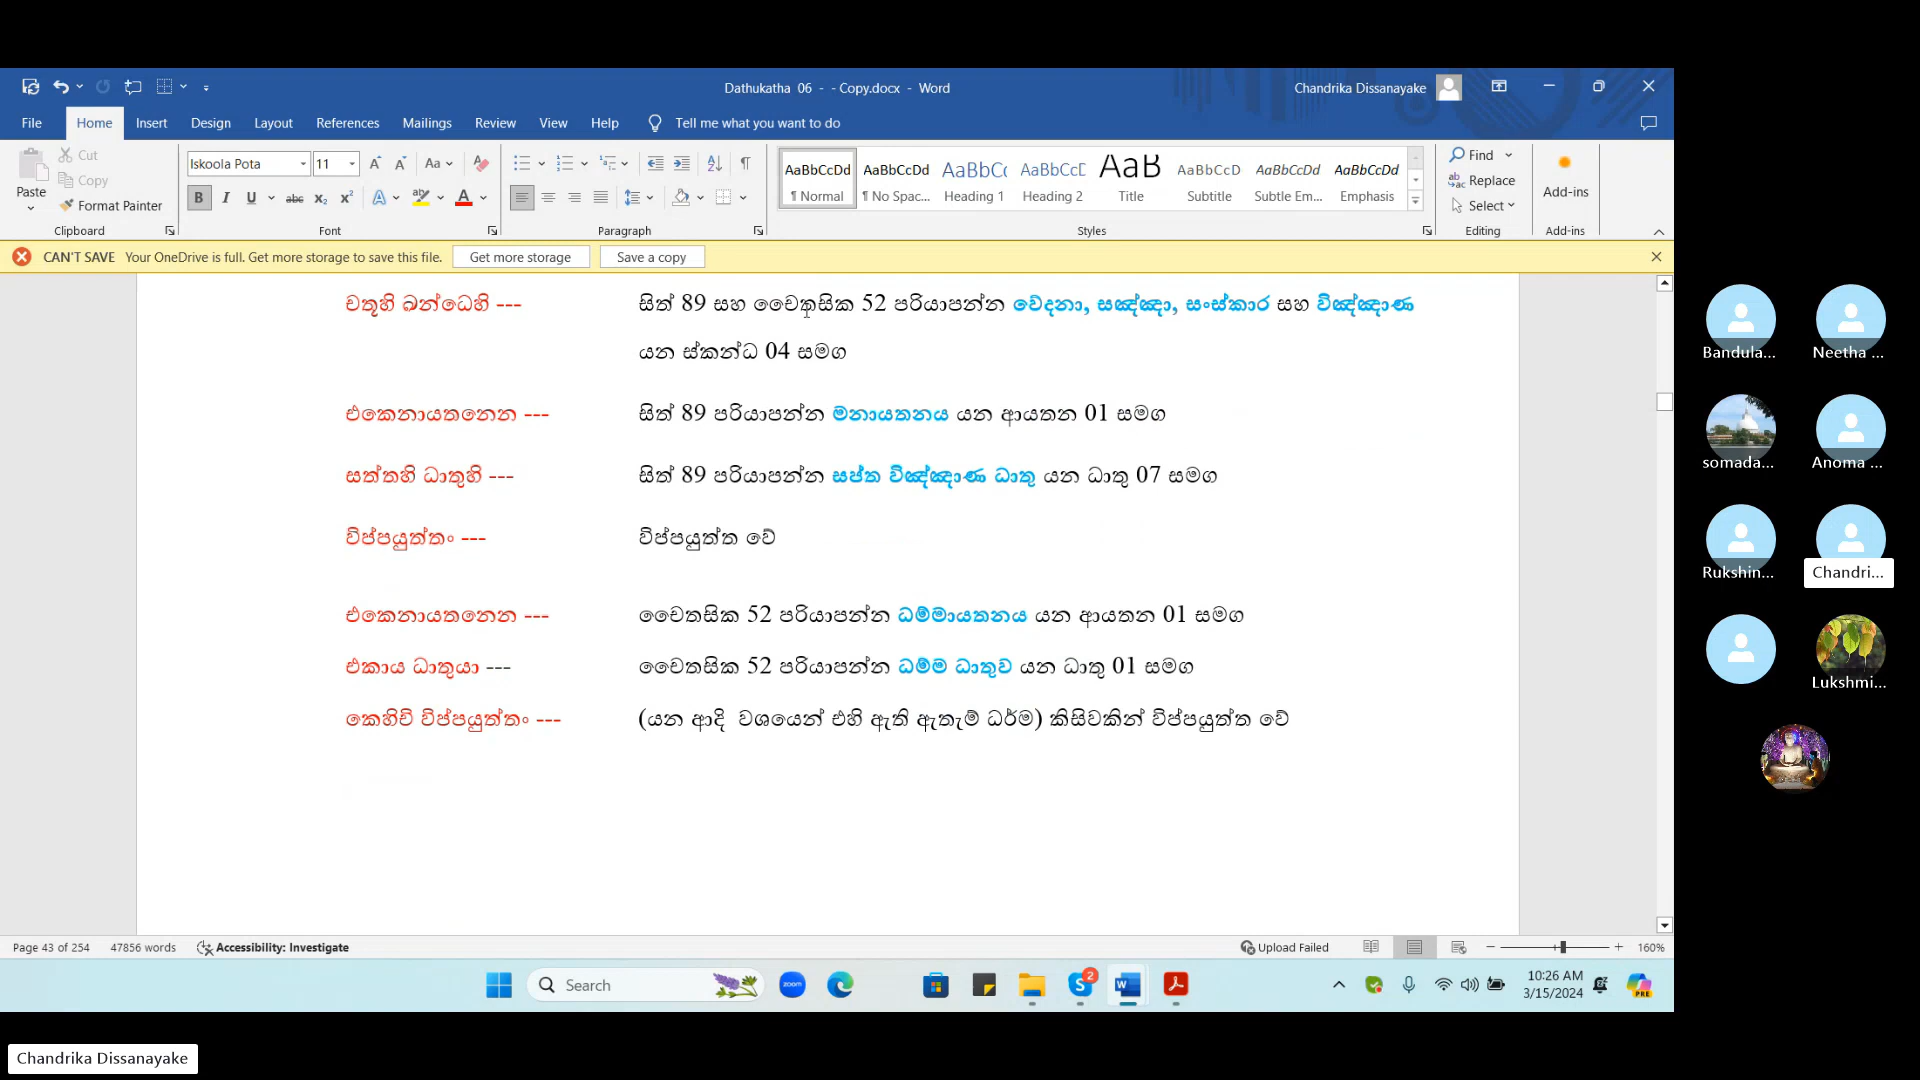 Dathukatha 06 - - Copy.docx - Word
Chandrika Dissanayake
File Home Insert Design Layout References Mailings Review View Help Tell me what you want to do
Paste
Cut
Copy
Format Painter
Clipboard
Iskoola Pota 11
Font
Paragraph
AaBbCcDd AaBbCcDd AaBbCc AaBbCcD AaB AaBbCcD AaBbCcDd AaBbCcDd
¶ Normal ¶ No Spac... Heading 1 Heading 2 Title Subtitle Subtle Em... Emphasis
Styles
Find
Replace
Select
Editing
Add-ins
Add-ins
CAN'T SAVE Your OneDrive is full. Get more storage to save this file. Get more storage Save a copy
චතූහි ඛන්ධෙහි --- සිත් 89 සහ චෛතසික 52 පරියාපන්න වේදනා, සඤ්ඤා, සංස්කාර සහ විඤ්ඤාණ
යන ස්කන්ධ 04 සමග
එකෙනායතනෙන --- සිත් 89 පරියාපන්න මනායතනය යන ආයතන 01 සමග
සත්තහි ධාතුහි --- සිත් 89 පරියාපන්න සප්ත විඤ්ඤාණ ධාතු යන ධාතු 07 සමග
විප්පයුත්තං --- විප්පයුත්ත වේ
එකෙනායතනෙන --- චෛතසික 52 පරියාපන්න ධම්මායතනය යන ආයතන 01 සමග
එකාය ධාතුයා --- චෛතසික 52 පරියාපන්න ධම්ම ධාතුව යන ධාතු 01 සමග
කෙහිචි විප්පයුත්තං --- (යන ආදි වශයෙන් එහි ඇති ඇතැම් ධර්ම) කිසිවකින් විප්පයුත්ත වේ
Page 43 of 254 47856 words Accessibility: Investigate Upload Failed 160%
Search
zoom
2
PRE
10:26 AM
3/15/2024
Bandula... Neetha ...
somada... Anoma ...
Rukshin... Chandri...
Lukshmi...
Chandrika Dissanayake